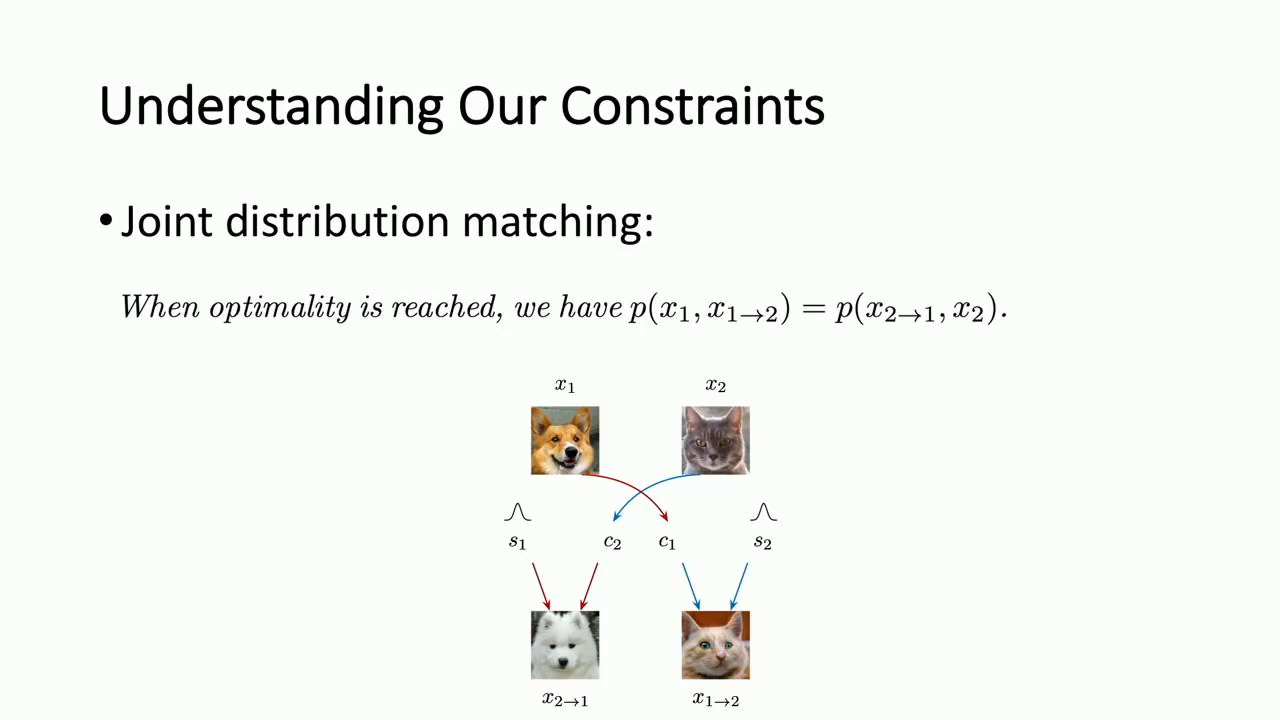 Understanding Our Constraints
• Joint distribution matching:
When optimality is reached, we have p(x₁, x₁→₂) = p(x₂→₁, x₂).
x₁ x₂
s₁ c₂ c₁ s₂
x₂→₁ x₁→₂